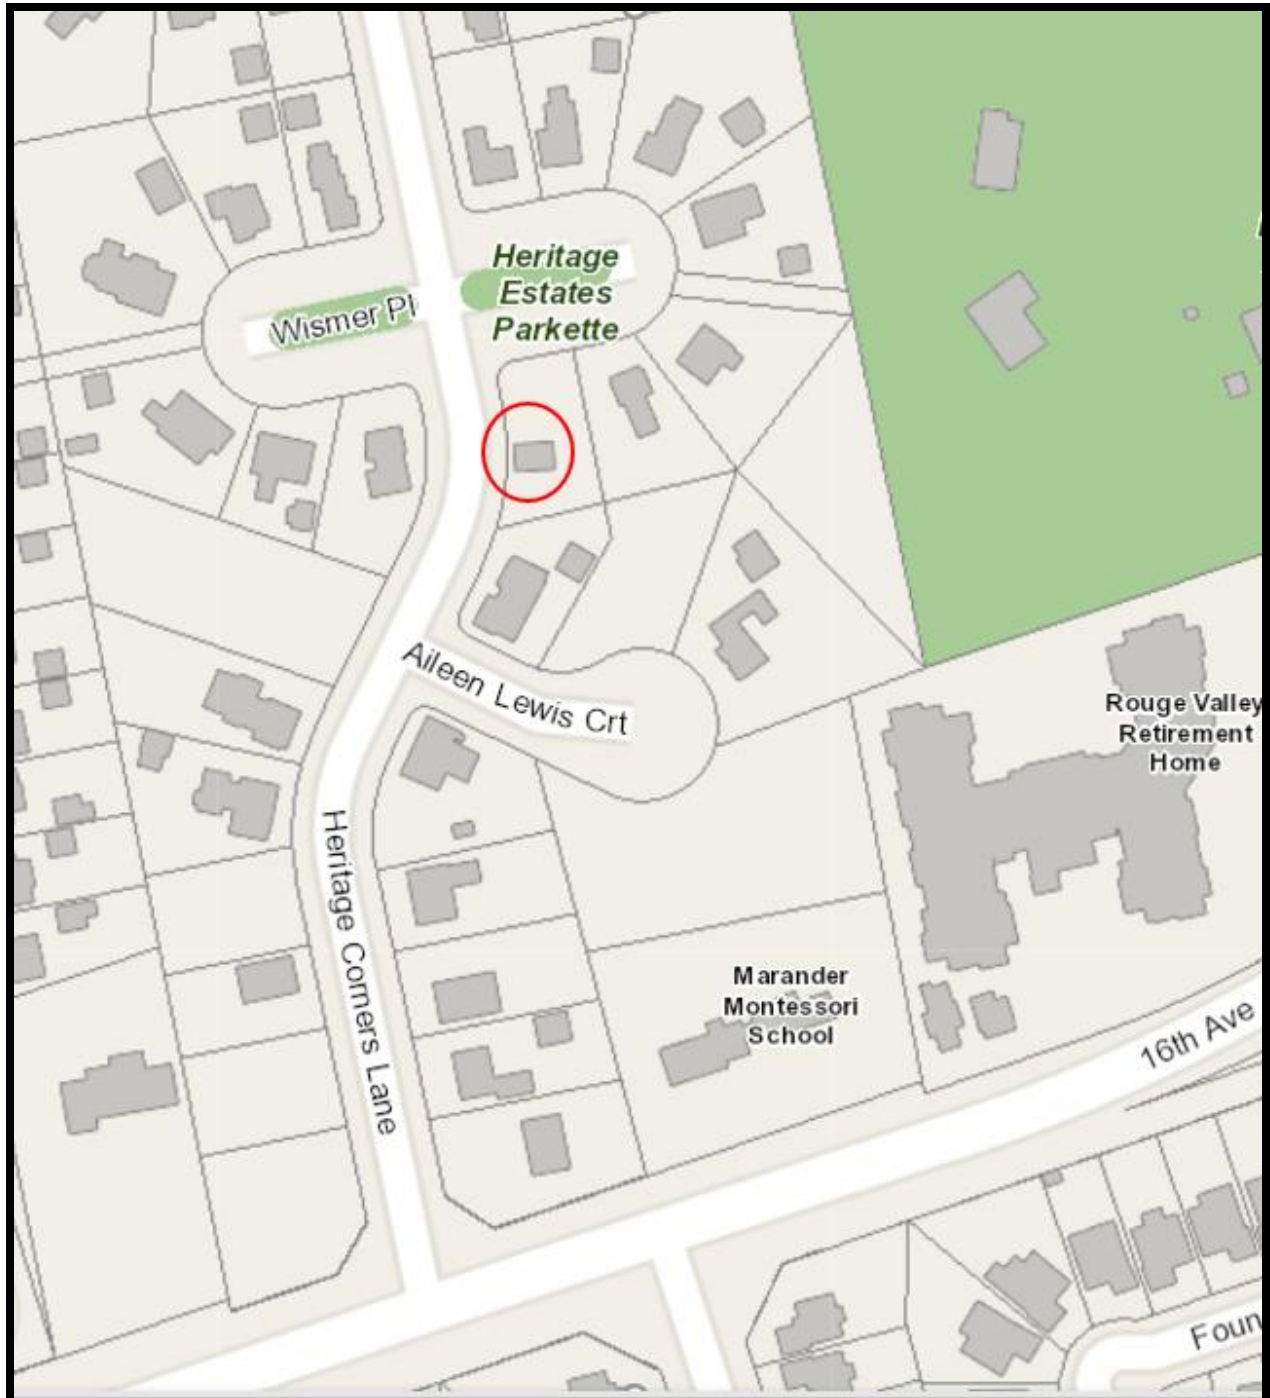 Heritage
Estates
Parkette
Wismer Pl
Aileen Lewis Crt
Rouge Valley
Retirement
Home
Heritage Corners Lane
Marander
Montessori
School
16th Ave
Foun